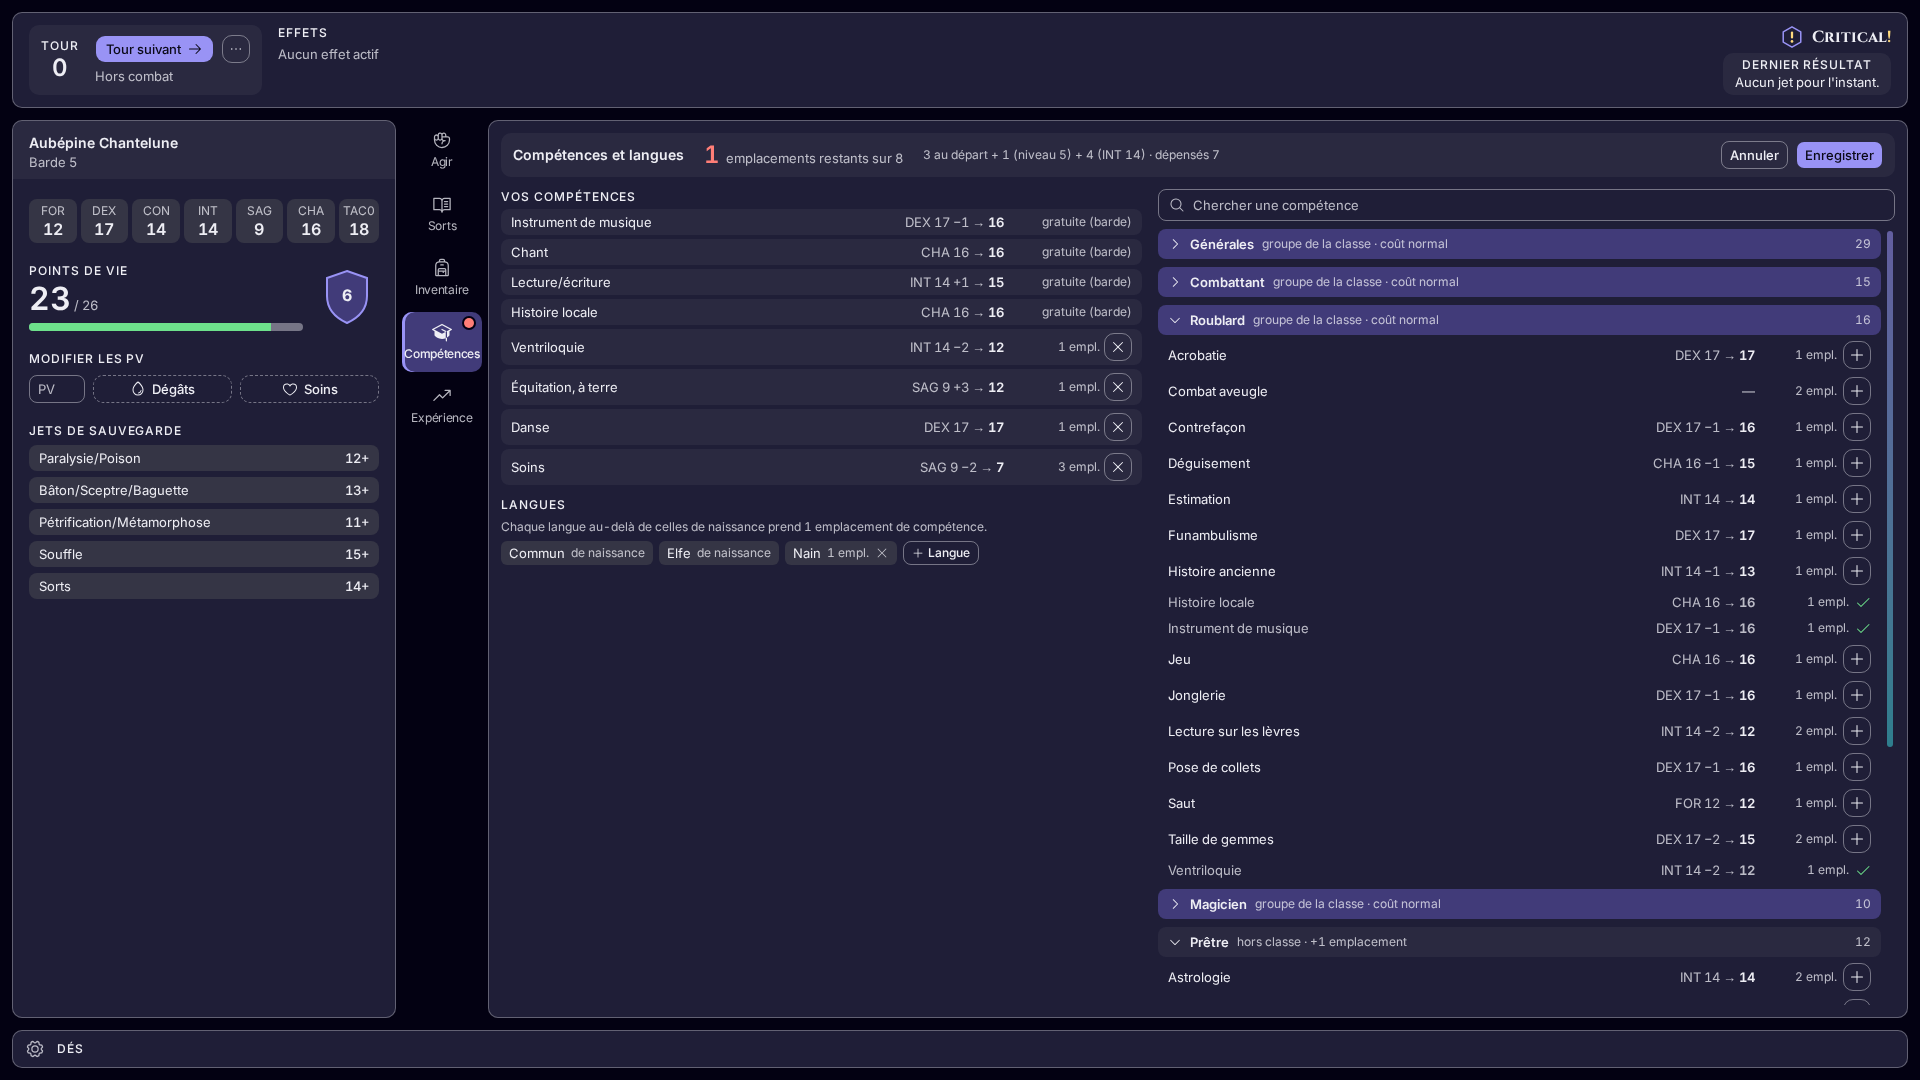 TOUR
0
Tour suivant →
...
Hors combat
EFFETS
Aucun effet actif
CRITICAL!
DERNIER RÉSULTAT
Aucun jet pour l'instant.
Aubépine Chantelune
Barde 5
FOR DEX CON INT SAG CHA TAC0
12 17 14 14 9 16 18
POINTS DE VIE
23 / 26
6
MODIFIER LES PV
PV Dégâts Soins
JETS DE SAUVEGARDE
Paralysie/Poison 12+
Bâton/Sceptre/Baguette 13+
Pétrification/Métamorphose 11+
Souffle 15+
Sorts 14+
Agir
Sorts
Inventaire
Compétences
Expérience
Compétences et langues 1 emplacements restants sur 8 3 au départ + 1 (niveau 5) + 4 (INT 14) · dépensés 7 Annuler Enregistrer
VOS COMPÉTENCES
Instrument de musique DEX 17 −1 → 16 gratuite (barde)
Chant CHA 16 → 16 gratuite (barde)
Lecture/écriture INT 14 +1 → 15 gratuite (barde)
Histoire locale CHA 16 → 16 gratuite (barde)
Ventriloquie INT 14 −2 → 12 1 empl.
Équitation, à terre SAG 9 +3 → 12 1 empl.
Danse DEX 17 → 17 1 empl.
Soins SAG 9 −2 → 7 3 empl.
LANGUES
Chaque langue au-delà de celles de naissance prend 1 emplacement de compétence.
Commun de naissance Elfe de naissance Nain 1 empl. + Langue
Chercher une compétence
Générales groupe de la classe · coût normal 29
Combattant groupe de la classe · coût normal 15
Roublard groupe de la classe · coût normal 16
Acrobatie DEX 17 → 17 1 empl.
Combat aveugle — 2 empl.
Contrefaçon DEX 17 −1 → 16 1 empl.
Déguisement CHA 16 −1 → 15 1 empl.
Estimation INT 14 → 14 1 empl.
Funambulisme DEX 17 → 17 1 empl.
Histoire ancienne INT 14 −1 → 13 1 empl.
Histoire locale CHA 16 → 16 1 empl.
Instrument de musique DEX 17 −1 → 16 1 empl.
Jeu CHA 16 → 16 1 empl.
Jonglerie DEX 17 −1 → 16 1 empl.
Lecture sur les lèvres INT 14 −2 → 12 2 empl.
Pose de collets DEX 17 −1 → 16 1 empl.
Saut FOR 12 → 12 1 empl.
Taille de gemmes DEX 17 −2 → 15 2 empl.
Ventriloquie INT 14 −2 → 12 1 empl.
Magicien groupe de la classe · coût normal 10
Prêtre hors classe · +1 emplacement 12
Astrologie INT 14 → 14 2 empl.
DÉS